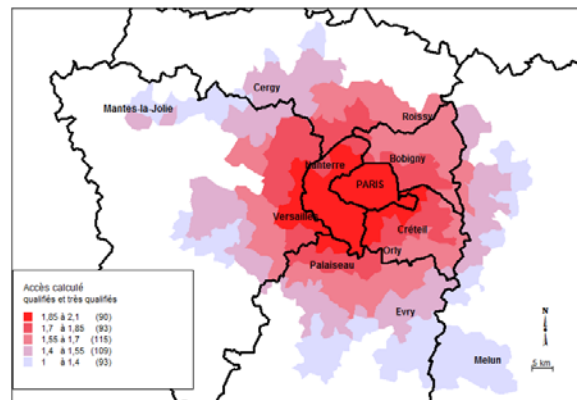 Cergy
Mantes-la-Jolie
Roissy
Nanterre
Bobigny
PARIS
Versailles
Créteil
Orly
Palaiseau
Evry
Melun
Accès calculé
qualifiés et très qualifiés
1,85 à 2,1 (90)
1,7 à 1,85 (93)
1,55 à 1,7 (115)
1,4 à 1,55 (109)
1 à 1,4 (93)
N
5 km